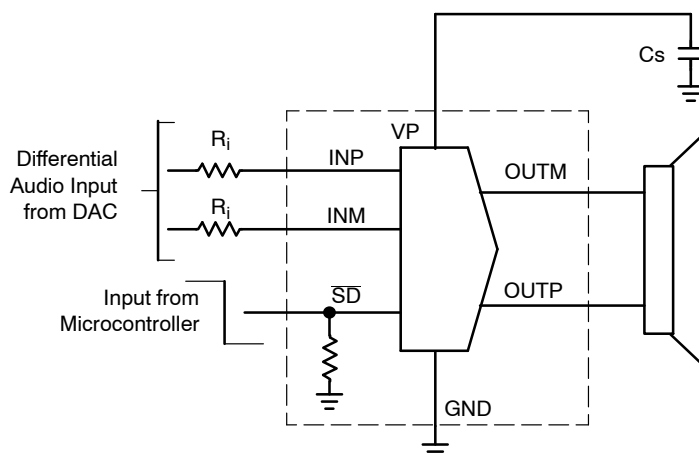 Cs
VP
Ri
Differential
Audio Input
from DAC
INP
OUTM
Ri
INM
Input from
Microcontroller
SD
OUTP
GND